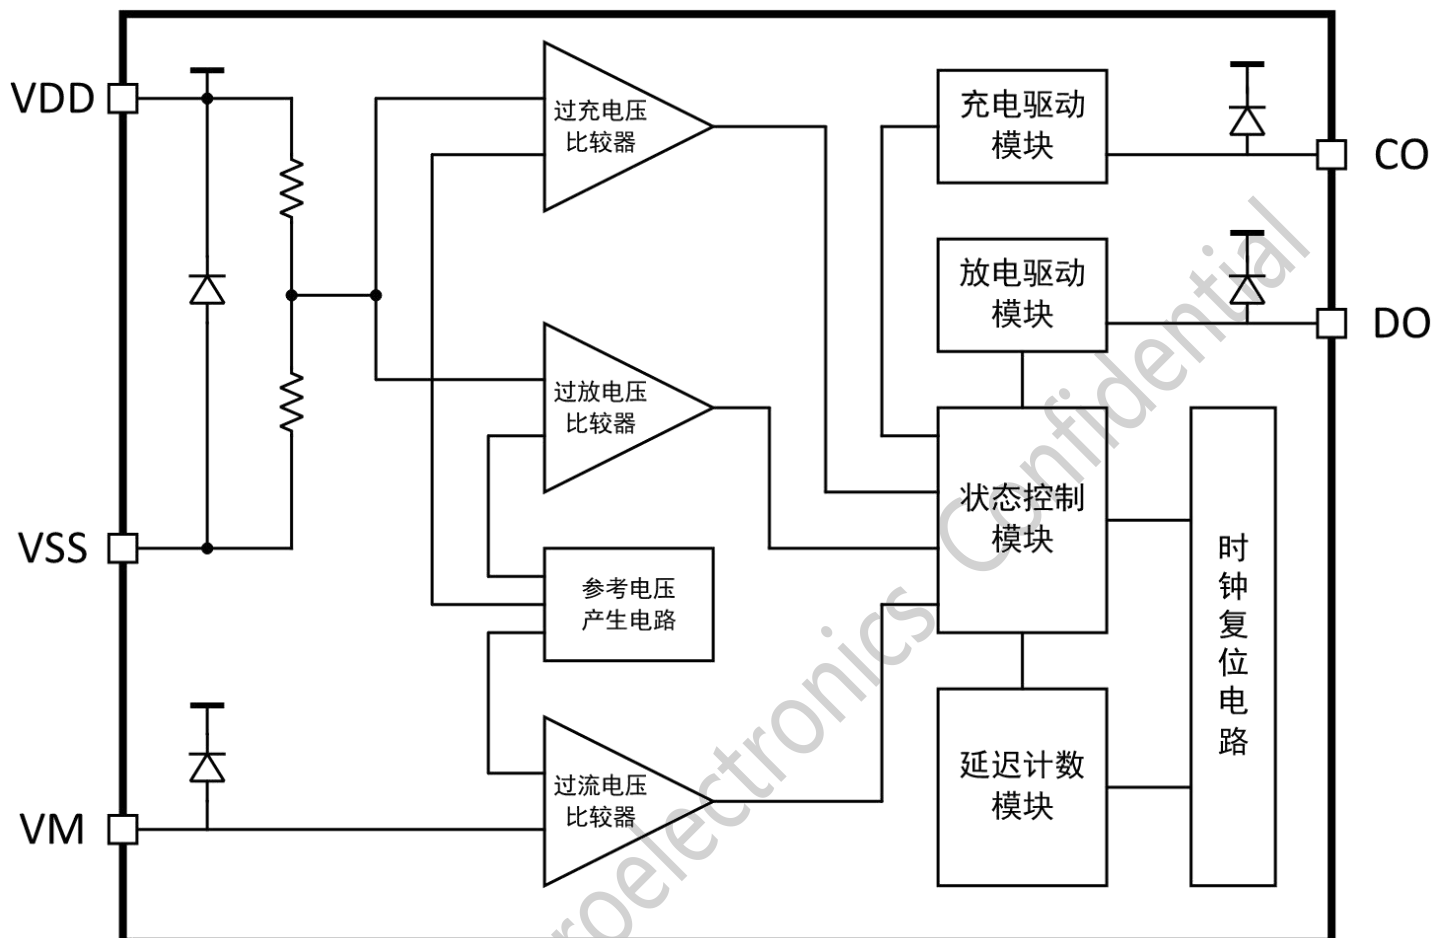 VDD
过充电压
比较器
充电驱动
模块
CO
放电驱动
模块
DO
过放电压
比较器
状态控制
模块
VSS
参考电压
产生电路
时
钟
复
位
电
路
VM
过流电压
比较器
延迟计数
模块
roelectronics Confidential